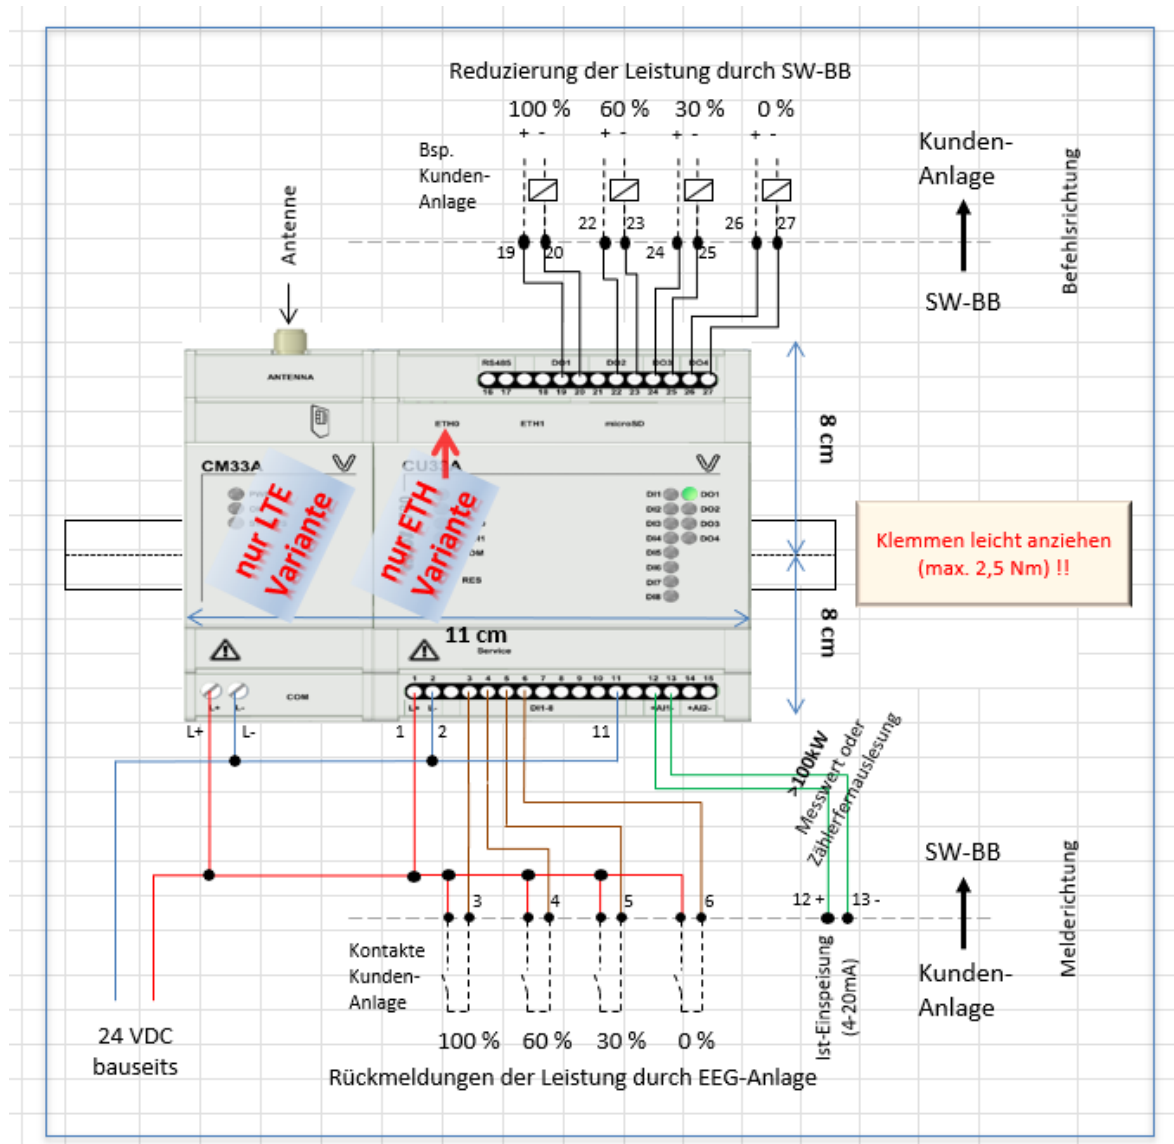 Reduzierung der Leistung durch SW-BB
100 % 60 % 30 % 0 %
+ - + - + - + -
Bsp.
Kunden-
Anlage
Kunden-
Anlage
Befehlsrichtung
Antenne
22 23 26 27
19 20 24 25
SW-BB
RS485 DO1 DO2 DO3 DO4
ANTENNA
16 17 18 19 20 21 22 23 24 25 26 27
ETH0 ETH1 microSD
8 cm
CM33A CU33A
nur LTE
Variante
nur ETH
Variante
DI1 DO1
DI2 DO2
DI3 DO3
DI4 DO4
DI5
DI6
RES DI7
DI8
Klemmen leicht anziehen
(max. 2,5 Nm) !!
8 cm
11 cm
Service
1 2 3 4 5 6 7 8 9 10 11 12 13 14 15
COM
L+ L- L+ L- DI1-8 +AI1- +AI2-
L+ L- 1 2 11
>100kW
Messwert oder
Zählerfernauslesung
SW-BB
Melderichtung
3 4 5 6 12 + 13 -
Kontakte
Kunden-
Anlage
Ist-Einspeisung
(4-20mA)
Kunden-
Anlage
24 VDC
bauseits
100 % 60 % 30 % 0 %
Rückmeldungen der Leistung durch EEG-Anlage